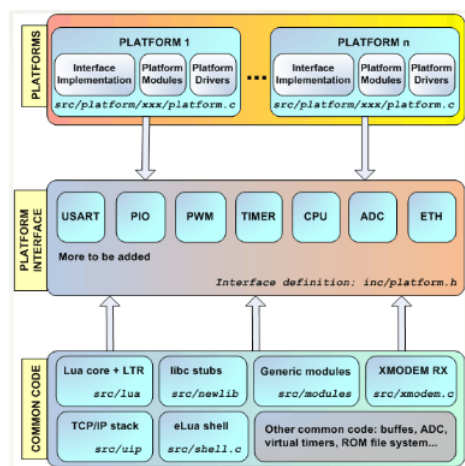 PLATFORMS
PLATFORM 1
Interface
Implementation
Platform
Modules
Platform
Drivers
src/platform/xxx/platform.c
...
PLATFORM n
Interface
Implementation
Platform
Modules
Platform
Drivers
src/platform/xxx/platform.c
PLATFORM
INTERFACE
USART
PIO
PWM
TIMER
CPU
ADC
ETH
More to be added
Interface definition: inc/platform.h
COMMON CODE
Lua core + LTR
src/lua
libc stubs
src/newlib
Generic modules
src/modules
XMODEM RX
src/xmodem.c
TCP/IP stack
src/uip
eLua shell
src/shell.c
Other common code: buffes, ADC,
virtual timers, ROM file system...